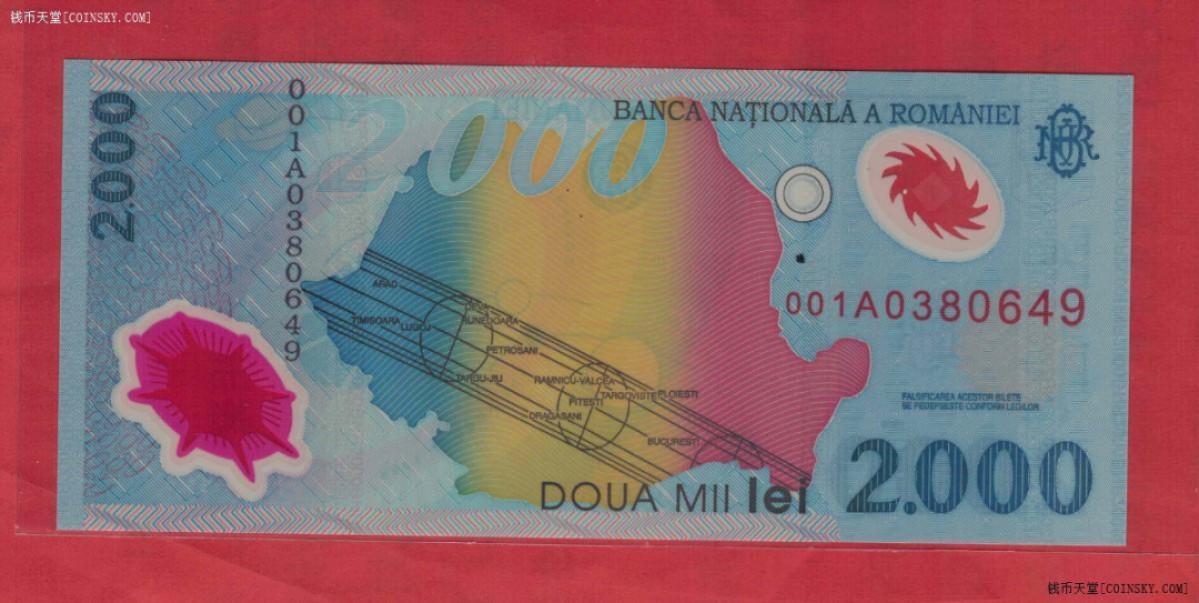 钱币天堂[COINSKY.COM]
2.000
001A0380649
2.000
BANCA NAȚIONALĂ A ROMÂNIEI
BNR
001A0380649
ARAD
DEVA
HUNEDOARA
TIMISOARA
LUGOJ
PETROSANI
TARGU-JIU
RAMNICU-VALCEA
TARGOVISTE
PLOIESTI
PITESTI
DRAGASANI
BUCURESTI
FALSIFICAREA ACESTOR BILETE
SE PEDEPSESTE CONFORM LEGILOR
DOUA MII lei
2.000
钱币天堂[COINSKY.COM]